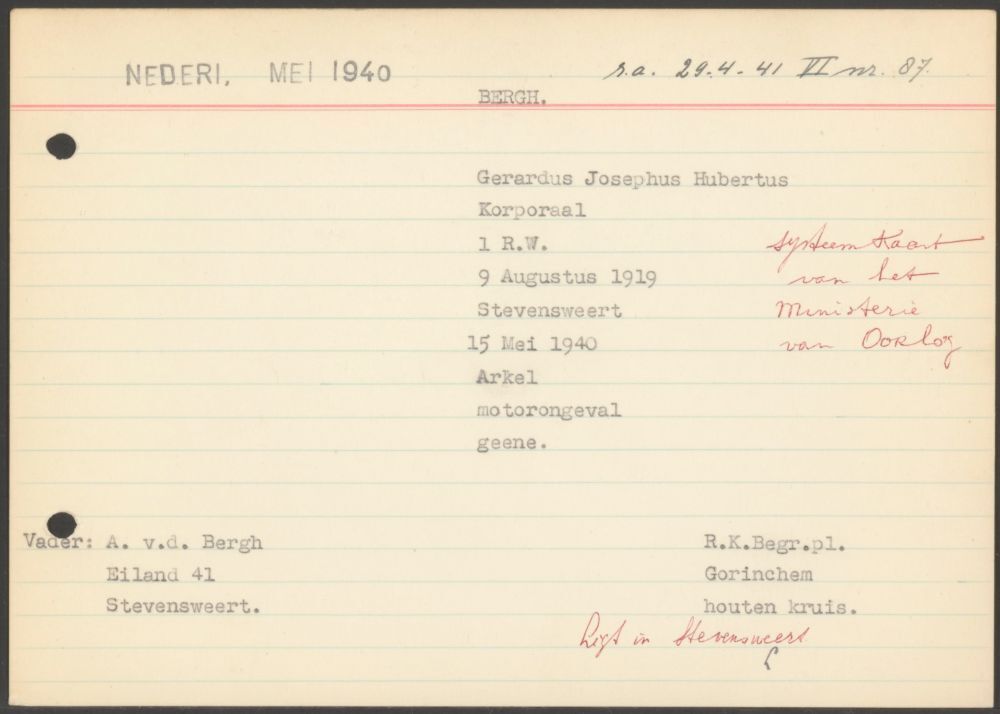 NEDERL. MEI 1940
r.a. 29.4.41 VI nr. 87.
BERGH.
Gerardus Josephus Hubertus
Korporaal
1 R.W.
9 Augustus 1919
Stevensweert
15 Mei 1940
Arkel
motorongeval
geene.
systeem Kaart
van het
Ministerie
van Oorlog
Vader: A. v.d. Bergh
Eiland 41
Stevensweert.
R.K.Begr.pl.
Gorinchem
houten kruis.
Ligt in Stevensweert